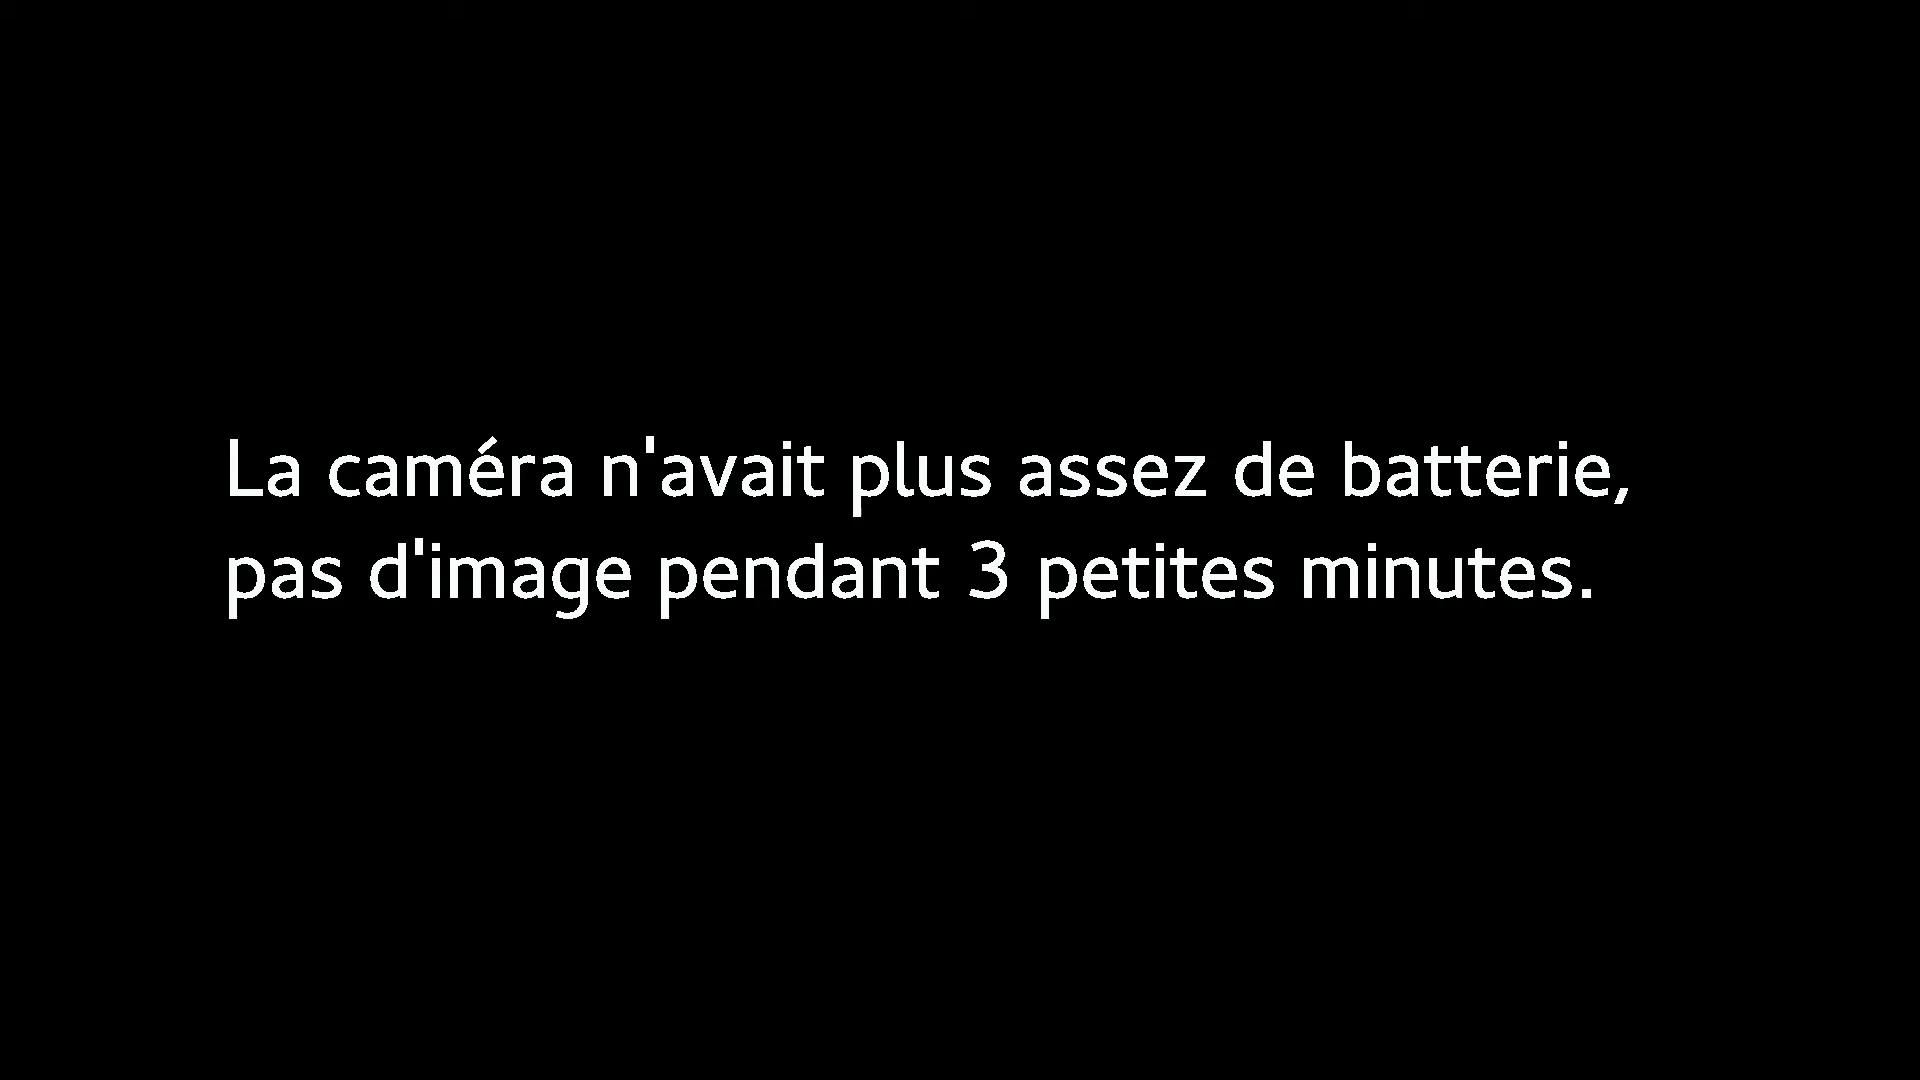 La caméra n'avait plus assez de batterie,
pas d'image pendant 3 petites minutes.